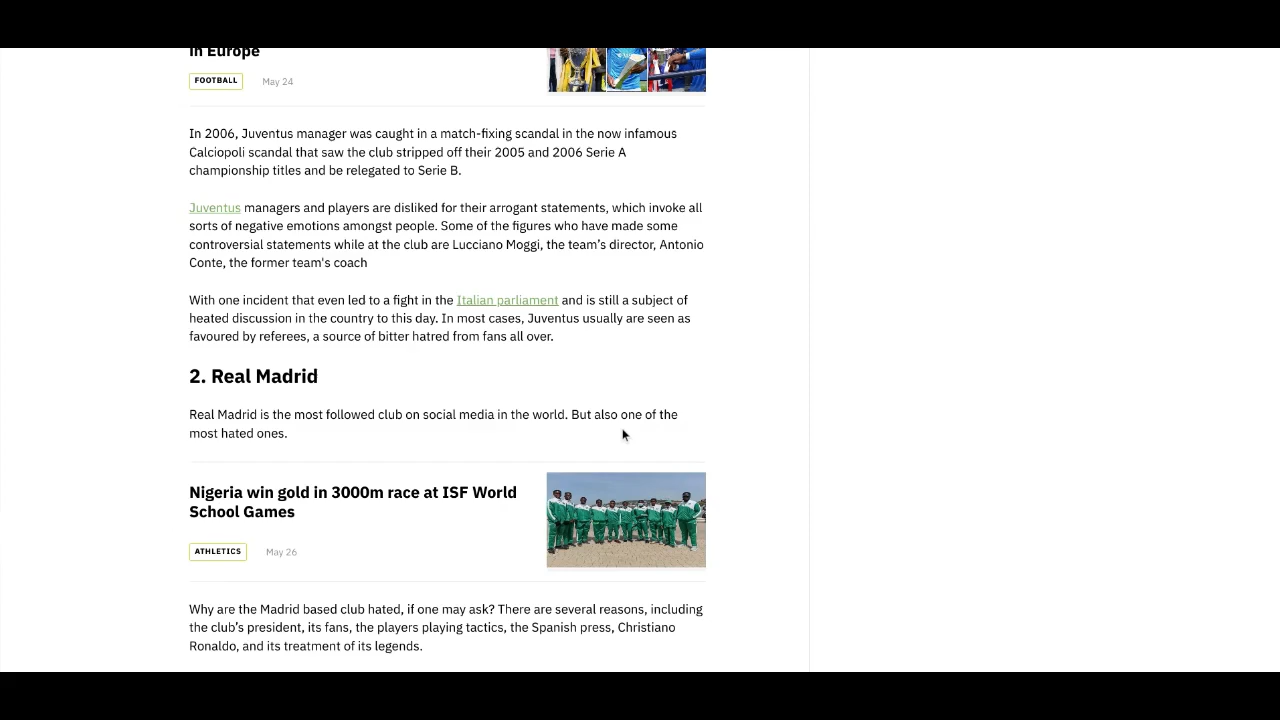 in Europe
FOOTBALL May 24
In 2006, Juventus manager was caught in a match-fixing scandal in the now infamous
Calciopoli scandal that saw the club stripped off their 2005 and 2006 Serie A
championship titles and be relegated to Serie B.
Juventus managers and players are disliked for their arrogant statements, which invoke all
sorts of negative emotions amongst people. Some of the figures who have made some
controversial statements while at the club are Lucciano Moggi, the team’s director, Antonio
Conte, the former team's coach
With one incident that even led to a fight in the Italian parliament and is still a subject of
heated discussion in the country to this day. In most cases, Juventus usually are seen as
favoured by referees, a source of bitter hatred from fans all over.
2. Real Madrid
Real Madrid is the most followed club on social media in the world. But also one of the
most hated ones.
Nigeria win gold in 3000m race at ISF World
School Games
ATHLETICS May 26
Why are the Madrid based club hated, if one may ask? There are several reasons, including
the club’s president, its fans, the players playing tactics, the Spanish press, Christiano
Ronaldo, and its treatment of its legends.